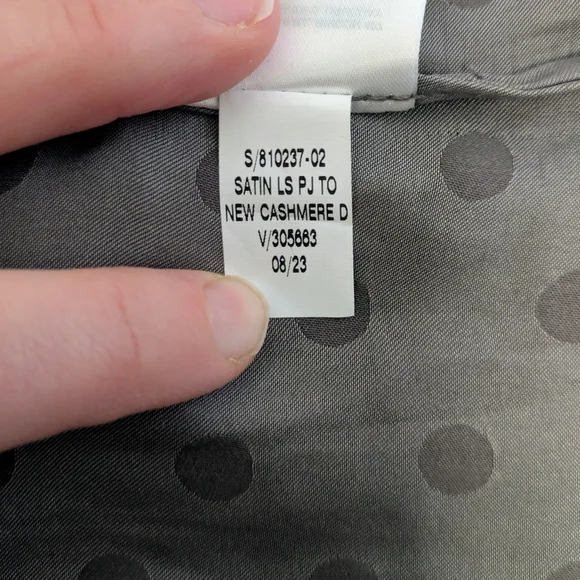 S/810237-02
SATIN LS PJ TO
NEW CASHMERE D
V/305663
08/23